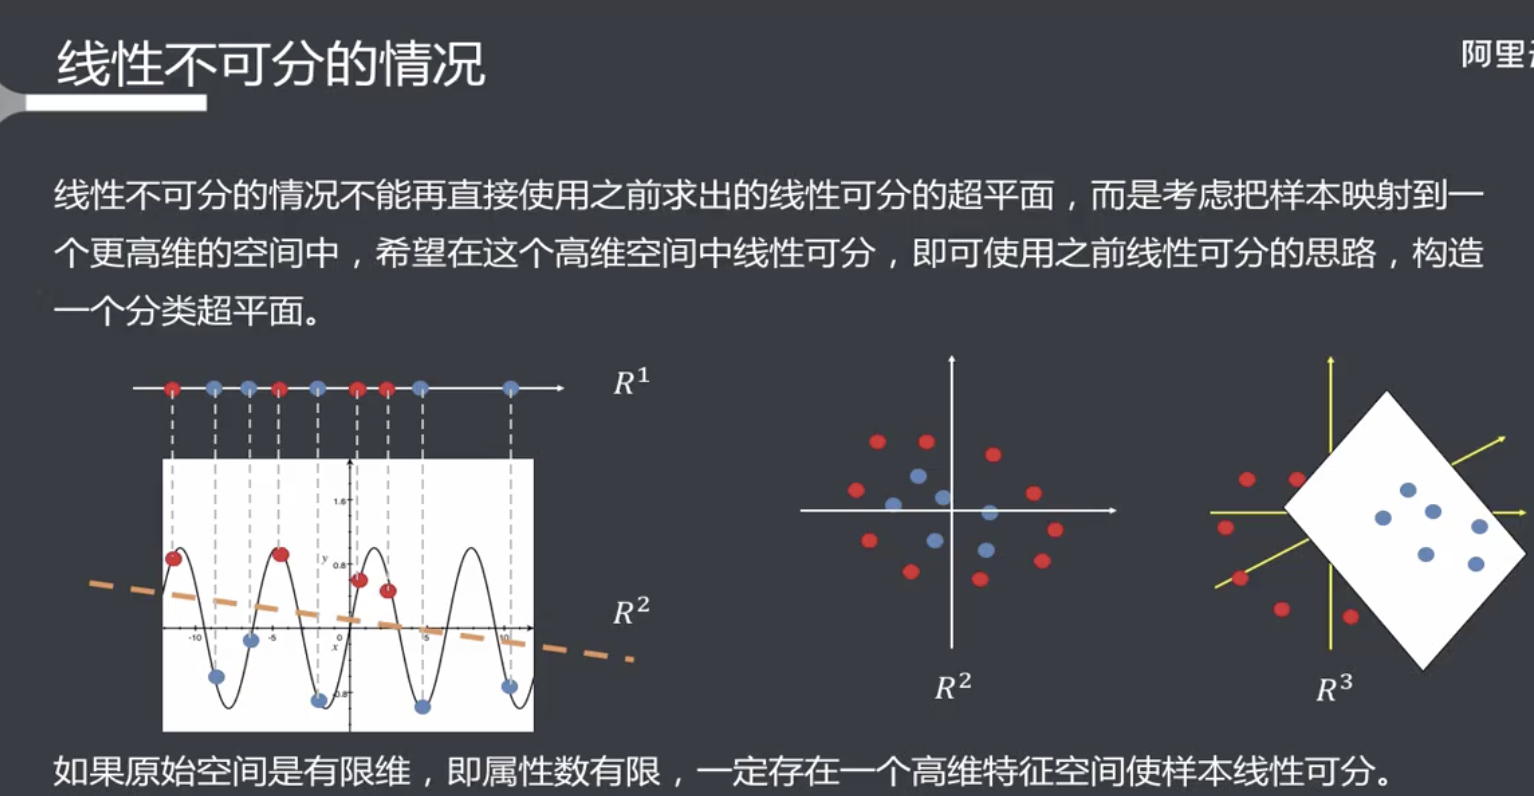 线性不可分的情况
阿里
线性不可分的情况不能再直接使用之前求出的线性可分的超平面，而是考虑把样本映射到一
个更高维的空间中，希望在这个高维空间中线性可分，即可使用之前线性可分的思路，构造
一个分类超平面。
R¹
1.6
y
0.8
R²
-10 -5 0 5 10
x
-0.8
R²
R³
如果原始空间是有限维，即属性数有限，一定存在一个高维特征空间使样本线性可分。